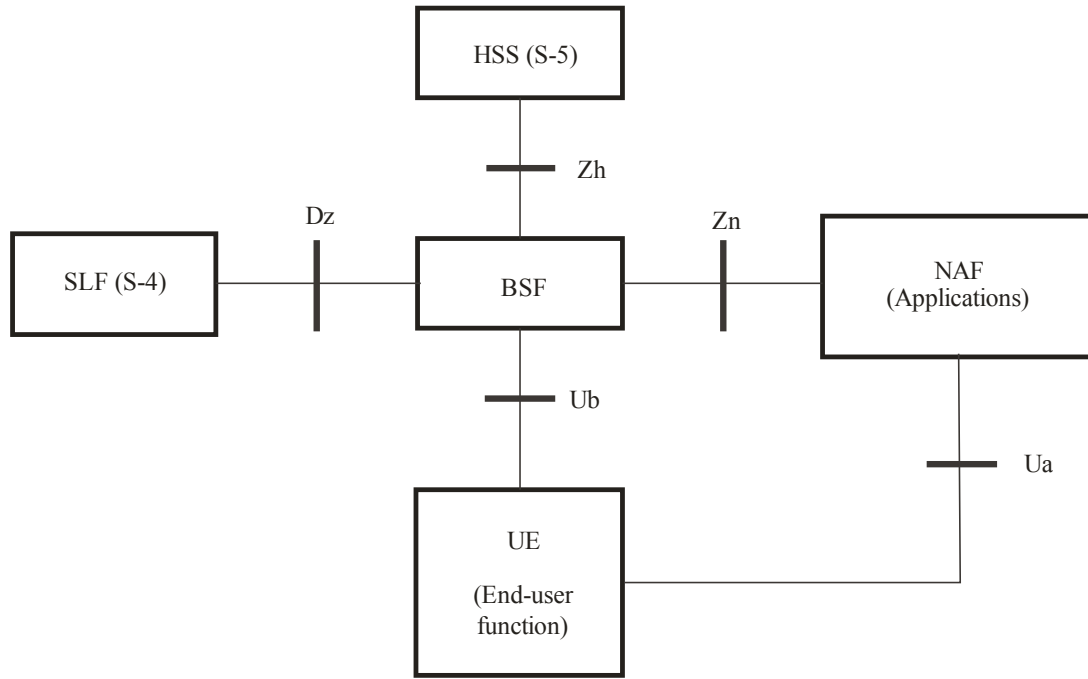 HSS (S-5)
Zh
Dz
Zn
SLF (S-4)
BSF
NAF
(Applications)
Ub
Ua
UE
(End-user
function)